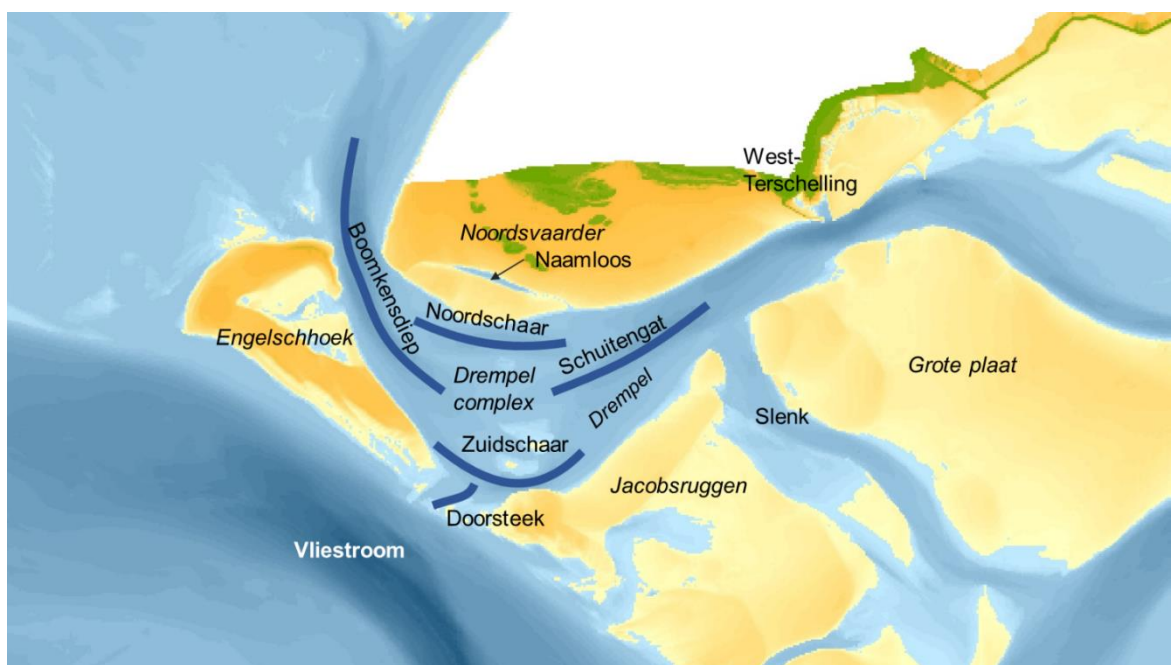 West-
Terschelling
Noordsvaarder
Naamloos
Boomkensdiep
Noordschaar
Engelschhoek
Schuitengat
Drempel
complex
Drempel
Grote plaat
Slenk
Zuidschaar
Jacobsruggen
Doorsteek
Vliestroom